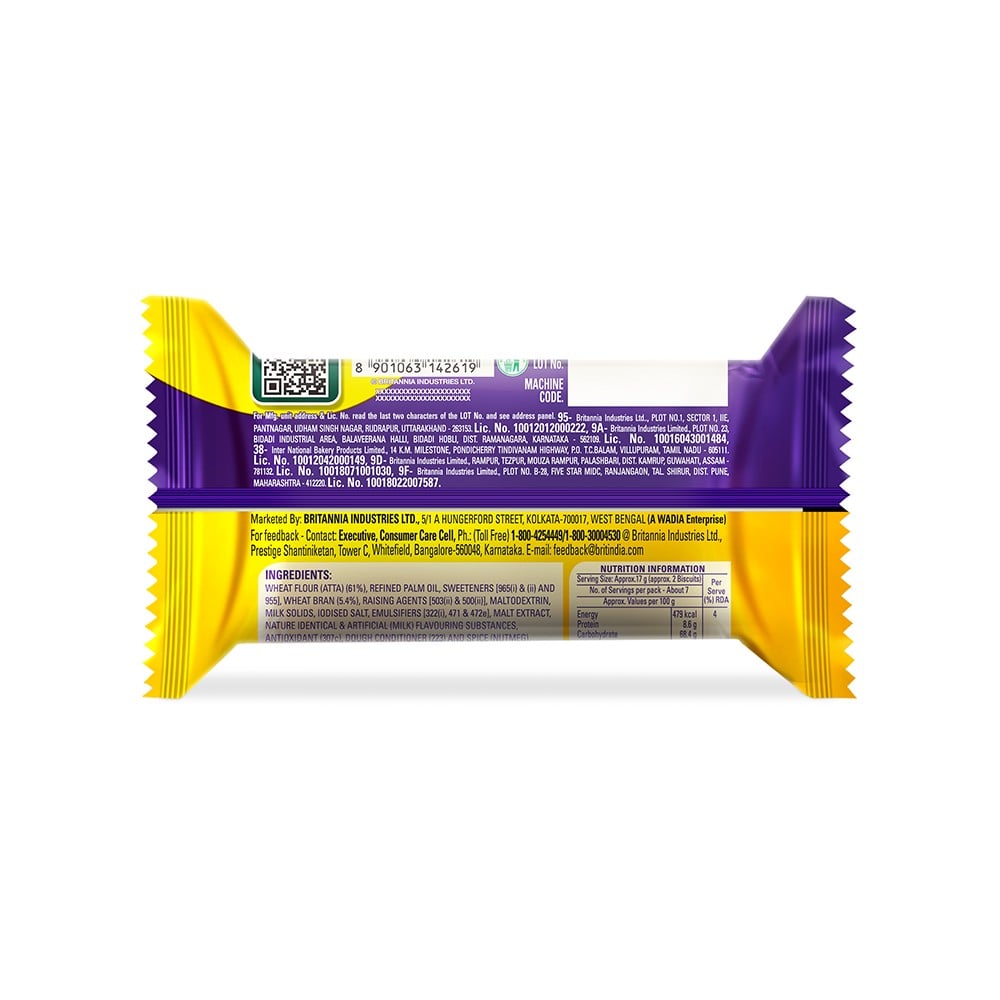 8 901063 142619
© BRITANNIA INDUSTRIES LTD.
XXXXXXXXXXXXXXXXXXXXXX
XXXXXXXXXXXXXXXXXXXXXX
LOT No.
MACHINE
CODE.
For Mfg. unit address & Lic. No. read the last two characters of the LOT No. and see address panel. 95- Britannia Industries Ltd., PLOT NO.1, SECTOR 1, IIE,
PANTNAGAR, UDHAM SINGH NAGAR, RUDRAPUR, UTTARAKHAND - 263153. Lic. No. 10012012000222, 9A- Britannia Industries Limited., PLOT NO. 23,
BIDADI INDUSTRIAL AREA, BALAVEERANA HALLI, BIDADI HOBLI, DIST. RAMANAGARA, KARNATAKA - 562109. Lic. No. 10016043001484,
38- Inter National Bakery Products Limited., 14 K.M. MILESTONE, PONDICHERRY TINDIVANAM HIGHWAY, P.O. T.C.BALAM, VILLUPURAM, TAMIL NADU - 605111.
Lic. No. 10012042000149, 9D- Britannia Industries Limited., RAMPUR, TEZPUR, MOUZA RAMPUR, PALASHBARI, DIST. KAMRUP, GUWAHATI, ASSAM -
781132. Lic. No. 10018071001030, 9F- Britannia Industries Limited., PLOT NO. B-28, FIVE STAR MIDC, RANJANGAON, TAL. SHIRUR, DIST. PUNE,
MAHARASHTRA - 412220. Lic. No. 10018022007587.
Marketed By: BRITANNIA INDUSTRIES LTD., 5/1 A HUNGERFORD STREET, KOLKATA-700017, WEST BENGAL (A WADIA Enterprise)
For feedback - Contact: Executive, Consumer Care Cell, Ph.: (Toll Free) 1-800-4254449/1-800-30004530 @ Britannia Industries Ltd.,
Prestige Shantiniketan, Tower C, Whitefield, Bangalore-560048, Karnataka. E-mail: feedback@britindia.com
INGREDIENTS:
WHEAT FLOUR (ATTA) (61%), REFINED PALM OIL, SWEETENERS [965(i) & (ii) AND
955], WHEAT BRAN (5.4%), RAISING AGENTS [503(ii) & 500(ii)], MALTODEXTRIN,
MILK SOLIDS, IODISED SALT, EMULSIFIERS [322(i), 471 & 472e], MALT EXTRACT,
NATURE IDENTICAL & ARTIFICIAL (MILK) FLAVOURING SUBSTANCES,
ANTIOXIDANT (307c), DOUGH CONDITIONER (223) AND SPICE (NUTMEG)
NUTRITION INFORMATION
Serving Size: Approx.17 g (approx. 2 Biscuits)
No. of Servings per pack - About 7
Approx. Values per 100 g
Per
Serve
(%) RDA
Energy 479 kcal 4
Protein 8.6 g
Carbohydrate 68.4 g